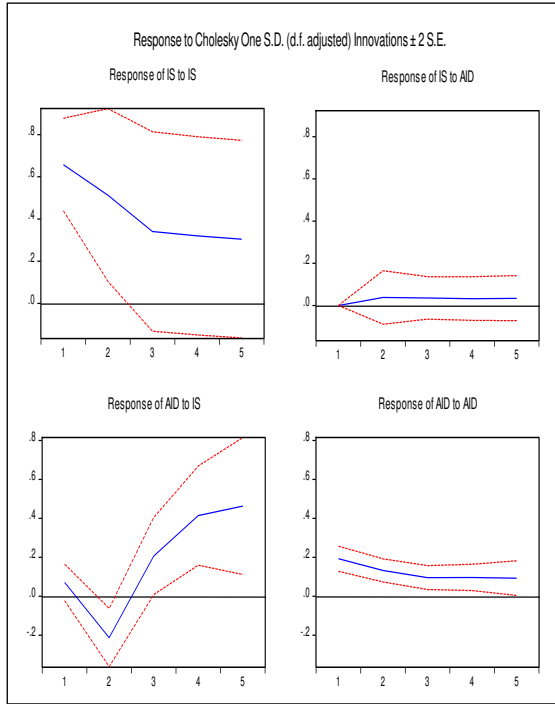 Response to Cholesky One S.D. (d.f. adjusted) Innovations ± 2 S.E.
Response of IS to IS
.8
.6
.4
.2
.0
1 2 3 4 5
Response of IS to AID
.8
.6
.4
.2
.0
1 2 3 4 5
Response of AID to IS
.8
.6
.4
.2
.0
-.2
1 2 3 4 5
Response of AID to AID
.8
.6
.4
.2
.0
-.2
1 2 3 4 5